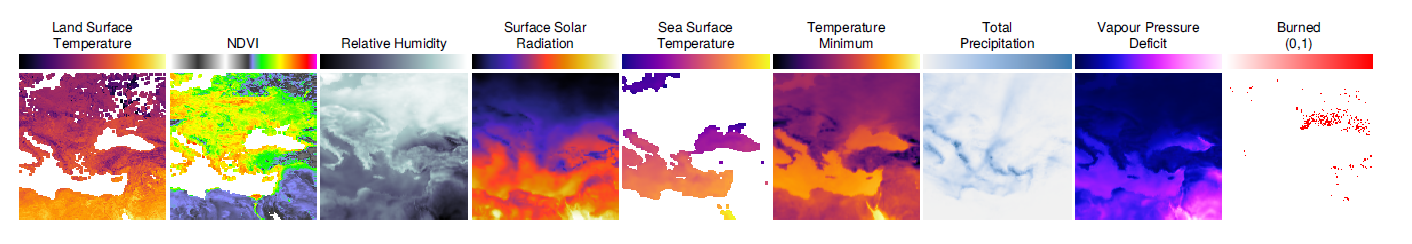 Land Surface
Temperature
NDVI
Relative Humidity
Surface Solar
Radiation
Sea Surface
Temperature
Temperature
Minimum
Total
Precipitation
Vapour Pressure
Deficit
Burned
(0,1)